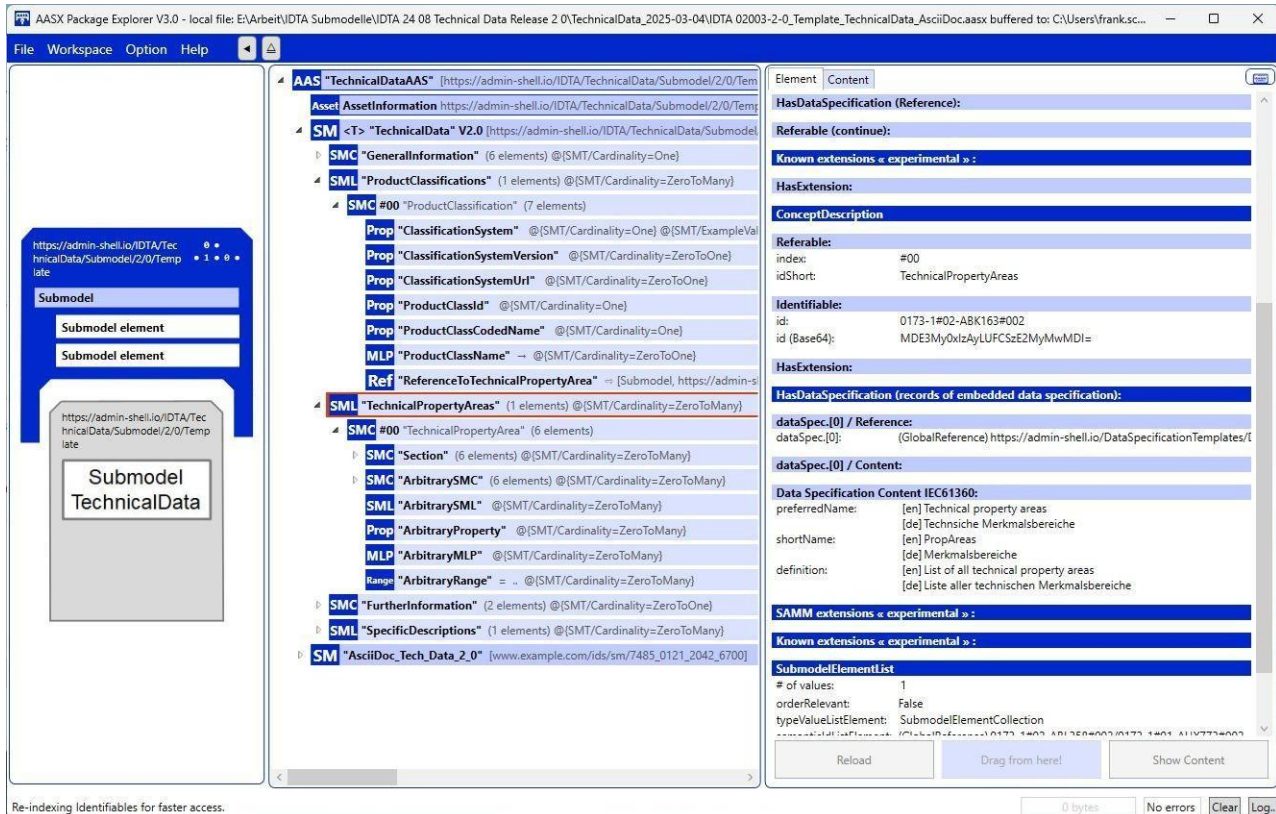 AASX Package Explorer V3.0 - local file: E:\Arbeit\IDTA Submodelle\IDTA 24 08 Technical Data Release 2 0\TechnicalData_2025-03-04\IDTA 02003-2-0_Template_TechnicalData_AsciiDoc.aasx buffered to: C:\Users\frank.sc...
File Workspace Option Help
https://admin-shell.io/IDTA/Tec
hnicalData/Submodel/2/0/Temp
late
0
1 0
Submodel
Submodel element
Submodel element
https://admin-shell.io/IDTA/Tec
hnicalData/Submodel/2/0/Temp
late
Submodel
TechnicalData
AAS "TechnicalDataAAS" [https://admin-shell.io/IDTA/TechnicalData/Submodel/2/0/Tem
Asset AssetInformation https://admin-shell.io/IDTA/TechnicalData/Submodel/2/0/Temp
SM <T> "TechnicalData" V2.0 [https://admin-shell.io/IDTA/TechnicalData/Submodel
SMC "GeneralInformation" (6 elements) @{SMT/Cardinality=One}
SML "ProductClassifications" (1 elements) @{SMT/Cardinality=ZeroToMany}
SMC #00 "ProductClassification" (7 elements)
Prop "ClassificationSystem" @{SMT/Cardinality=One} @{SMT/ExampleVal
Prop "ClassificationSystemVersion" @{SMT/Cardinality=ZeroToOne}
Prop "ClassificationSystemUrl" @{SMT/Cardinality=ZeroToOne}
Prop "ProductClassId" @{SMT/Cardinality=One}
Prop "ProductClassCodedName" @{SMT/Cardinality=One}
MLP "ProductClassName" → @{SMT/Cardinality=ZeroToOne}
Ref "ReferenceToTechnicalPropertyArea" ⇨ [Submodel, https://admin-s
SML "TechnicalPropertyAreas" (1 elements) @{SMT/Cardinality=ZeroToMany}
SMC #00 "TechnicalPropertyArea" (6 elements)
SMC "Section" (6 elements) @{SMT/Cardinality=ZeroToMany}
SMC "ArbitrarySMC" (6 elements) @{SMT/Cardinality=ZeroToMany}
SML "ArbitrarySML" @{SMT/Cardinality=ZeroToMany}
Prop "ArbitraryProperty" @{SMT/Cardinality=ZeroToMany}
MLP "ArbitraryMLP" @{SMT/Cardinality=ZeroToMany}
Range "ArbitraryRange" = .. @{SMT/Cardinality=ZeroToMany}
SMC "FurtherInformation" (2 elements) @{SMT/Cardinality=ZeroToOne}
SML "SpecificDescriptions" (1 elements) @{SMT/Cardinality=ZeroToMany}
SM "AsciiDoc_Tech_Data_2_0" [www.example.com/ids/sm/7485_0121_2042_6700]
Element Content
HasDataSpecification (Reference):
Referable (continue):
Known extensions « experimental » :
HasExtension:
ConceptDescription
Referable:
index: #00
idShort: TechnicalPropertyAreas
Identifiable:
id: 0173-1#02-ABK163#002
id (Base64): MDE3My0xIzAyLUFCSzE2MyMwMDI=
HasExtension:
HasDataSpecification (records of embedded data specification):
dataSpec.[0] / Reference:
dataSpec.[0]: (GlobalReference) https://admin-shell.io/DataSpecificationTemplates/D
dataSpec.[0] / Content:
Data Specification Content IEC61360:
preferredName: [en] Technical property areas
[de] Technsiche Merkmalsbereiche
shortName: [en] PropAreas
[de] Merkmalsbereiche
definition: [en] List of all technical property areas
[de] Liste aller technischen Merkmalsbereiche
SAMM extensions « experimental » :
Known extensions « experimental » :
SubmodelElementList
# of values: 1
orderRelevant: False
typeValueListElement: SubmodelElementCollection
Reload Drag from here! Show Content
Re-indexing Identifiables for faster access.
0 bytes No errors Clear Log..